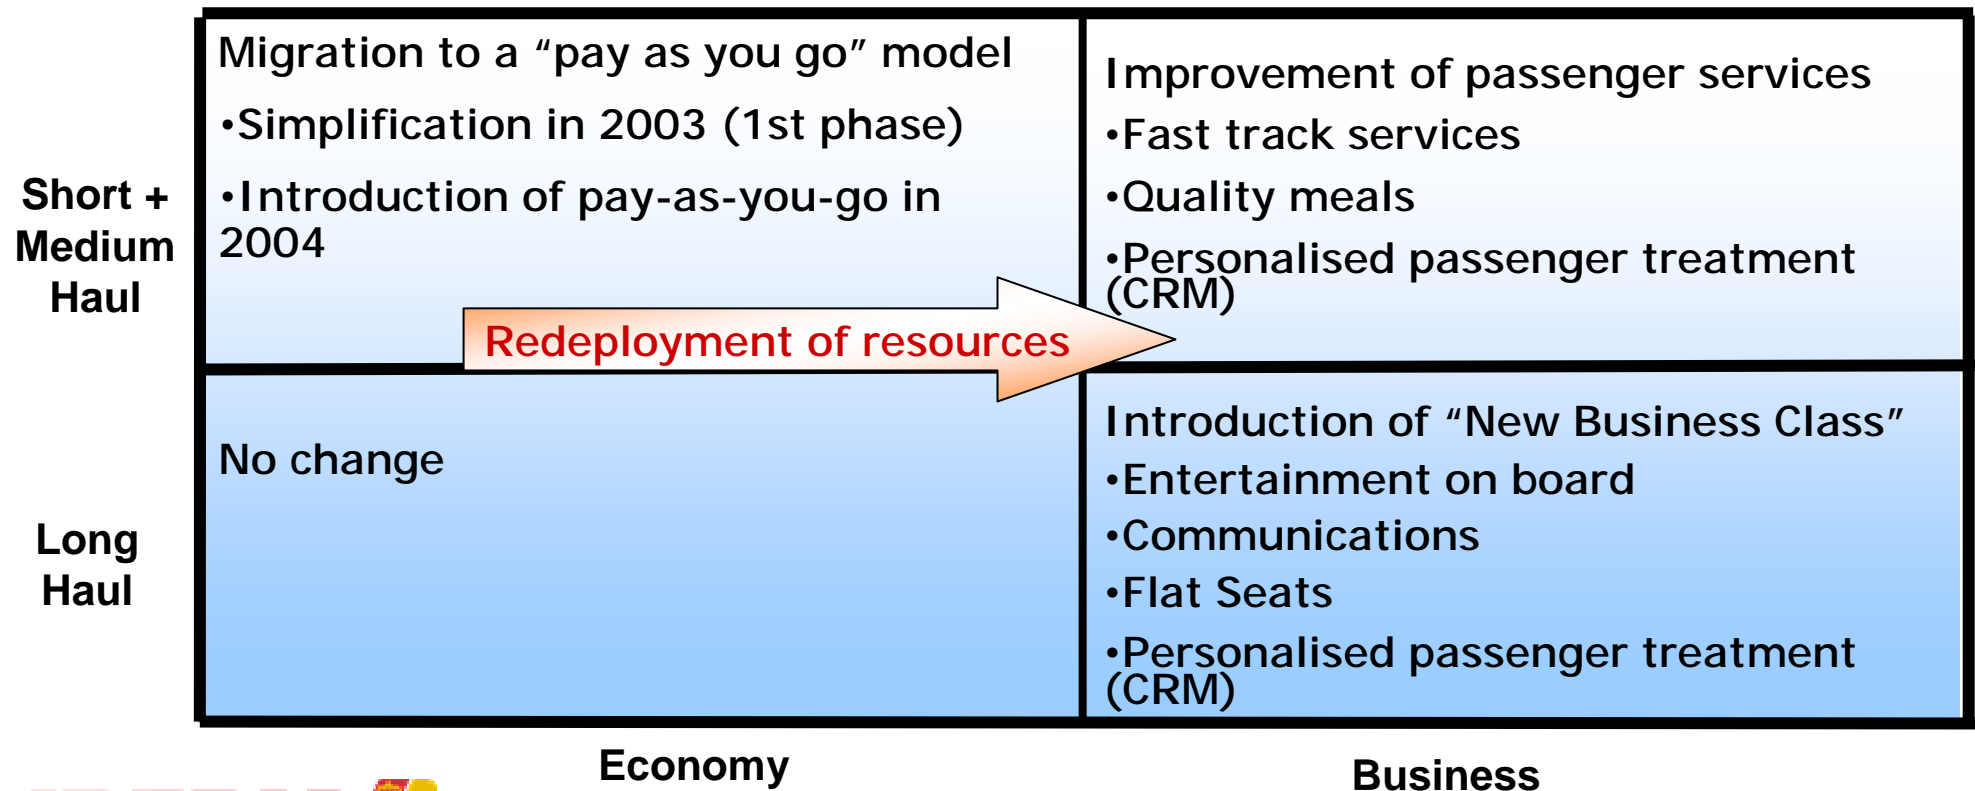 Migration to a “pay as you go” model
•Simplification in 2003 (1st phase)
•Introduction of pay-as-you-go in
2004
Improvement of passenger services
•Fast track services
•Quality meals
•Personalised passenger treatment
(CRM)
Short +
Medium
Haul
Redeployment of resources
No change
Introduction of “New Business Class”
•Entertainment on board
•Communications
•Flat Seats
•Personalised passenger treatment
(CRM)
Long
Haul
Economy
Business